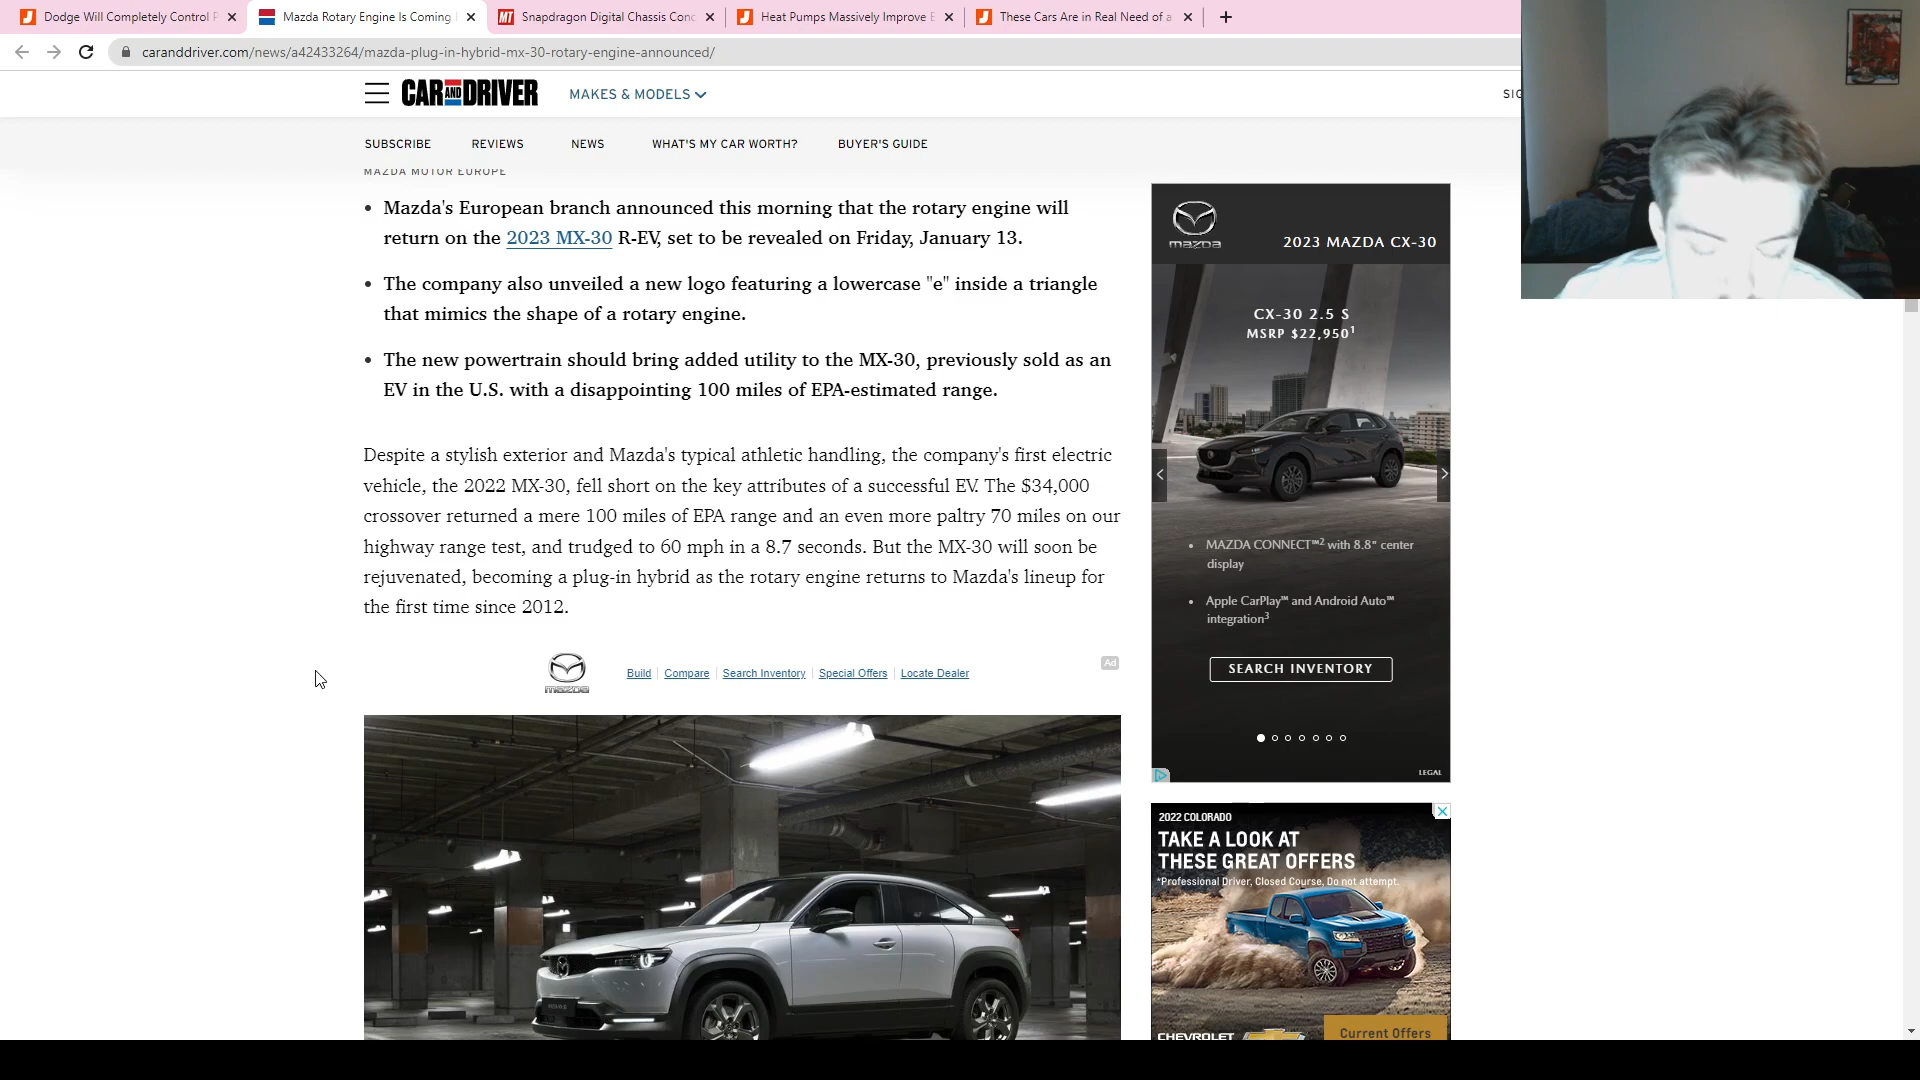 Dodge Will Completely Control P
Mazda Rotary Engine Is Coming
Snapdragon Digital Chassis Conc
Heat Pumps Massively Improve E
These Cars Are in Real Need of a
caranddriver.com/news/a42433264/mazda-plug-in-hybrid-mx-30-rotary-engine-announced/
CAR AND DRIVER
MAKES & MODELS
SIG
SUBSCRIBE
REVIEWS
NEWS
WHAT'S MY CAR WORTH?
BUYER'S GUIDE
MAZDA MOTOR EUROPE
• Mazda's European branch announced this morning that the rotary engine will
return on the 2023 MX-30 R-EV, set to be revealed on Friday, January 13.
• The company also unveiled a new logo featuring a lowercase "e" inside a triangle
that mimics the shape of a rotary engine.
• The new powertrain should bring added utility to the MX-30, previously sold as an
EV in the U.S. with a disappointing 100 miles of EPA-estimated range.
Despite a stylish exterior and Mazda's typical athletic handling, the company's first electric
vehicle, the 2022 MX-30, fell short on the key attributes of a successful EV. The $34,000
crossover returned a mere 100 miles of EPA range and an even more paltry 70 miles on our
highway range test, and trudged to 60 mph in a 8.7 seconds. But the MX-30 will soon be
rejuvenated, becoming a plug-in hybrid as the rotary engine returns to Mazda's lineup for
the first time since 2012.
mazda
Build
Compare
Search Inventory
Special Offers
Locate Dealer
Ad
mazda
2023 MAZDA CX-30
CX-30 2.5 S
MSRP $22,950¹
• MAZDA CONNECT™² with 8.8" center
display
• Apple CarPlay™ and Android Auto™
integration³
SEARCH INVENTORY
LEGAL
2022 COLORADO
TAKE A LOOK AT
THESE GREAT OFFERS
*Professional Driver, Closed Course. Do not attempt.
CHEVROLET
Current Offers